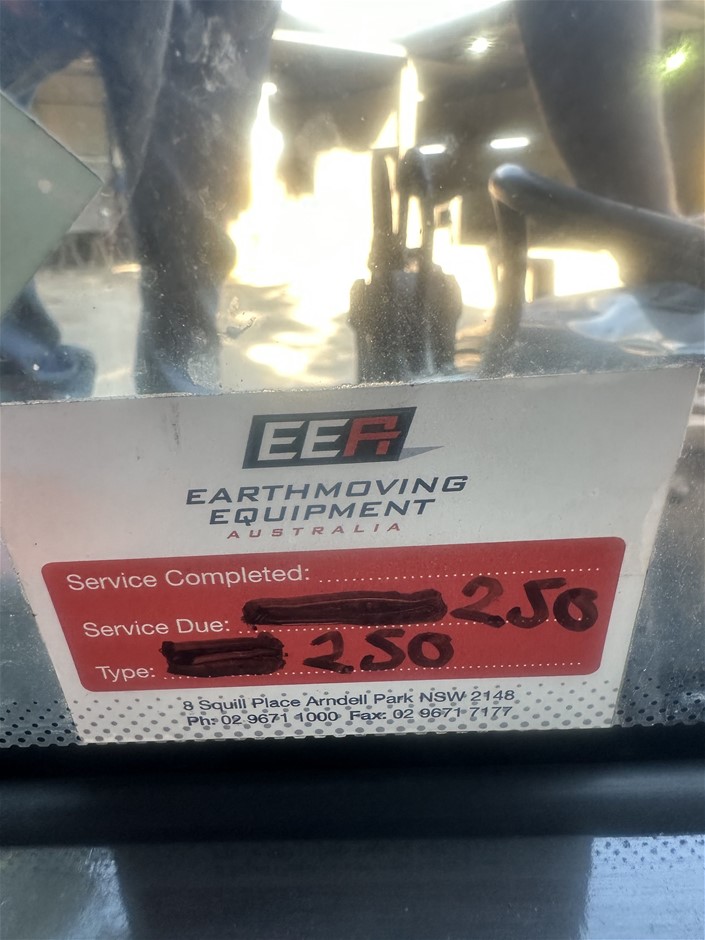 EEA
EARTHMOVING
EQUIPMENT
AUSTRALIA
Service Completed:
Service Due: 250
Type: 250
8 Squill Place Arndell Park NSW 2148
Ph: 02 9671 1000 Fax: 02 9671 7177